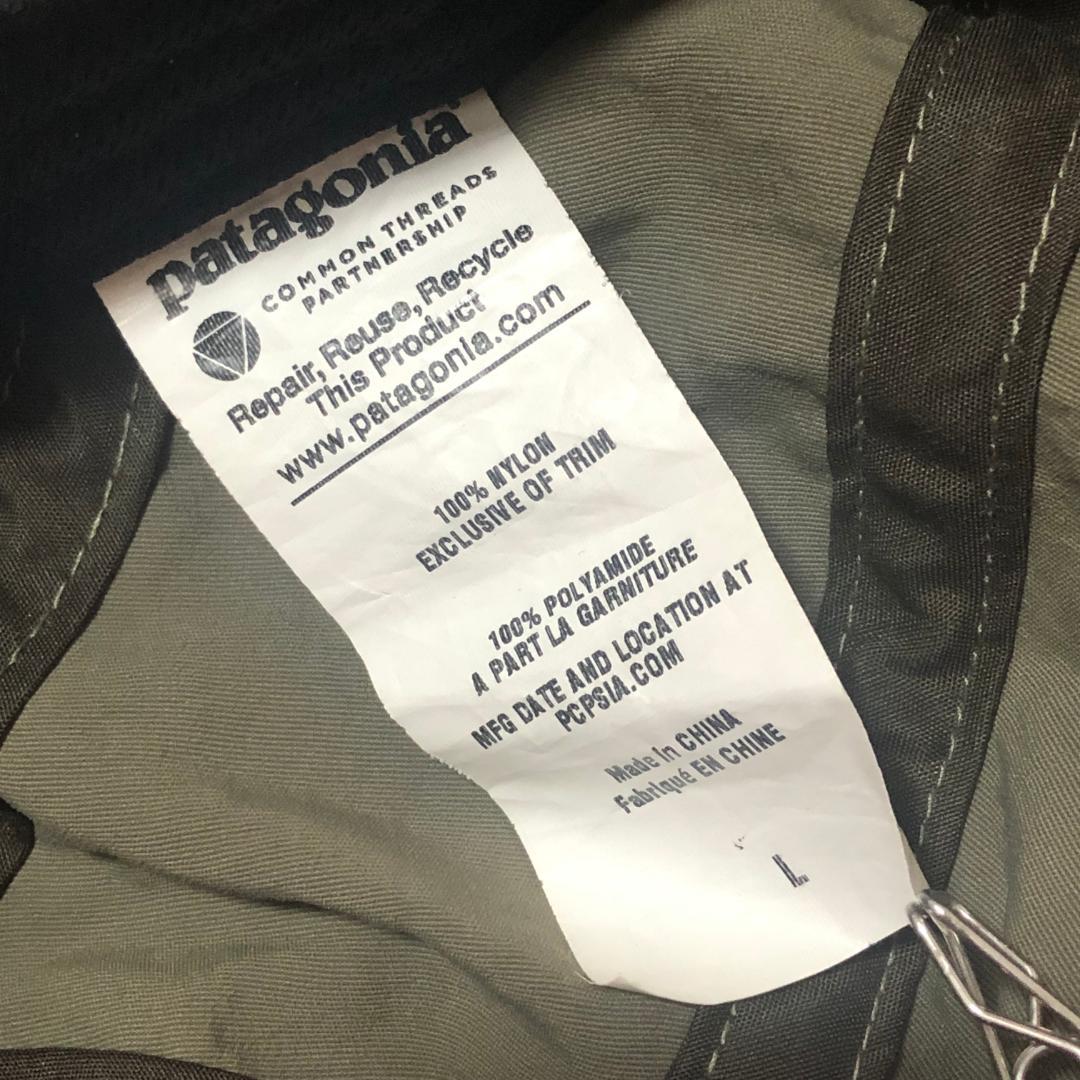 patagonia
COMMON THREADS
PARTNERSHIP
Repair, Reuse, Recycle
This Product
www.patagonia.com
100% NYLON
EXCLUSIVE OF TRIM
100% POLYAMIDE
A PART LA GARNITURE
MFG DATE AND LOCATION AT
PCPSIA.COM
Made In CHINA
Fabriqué EN CHINE
L